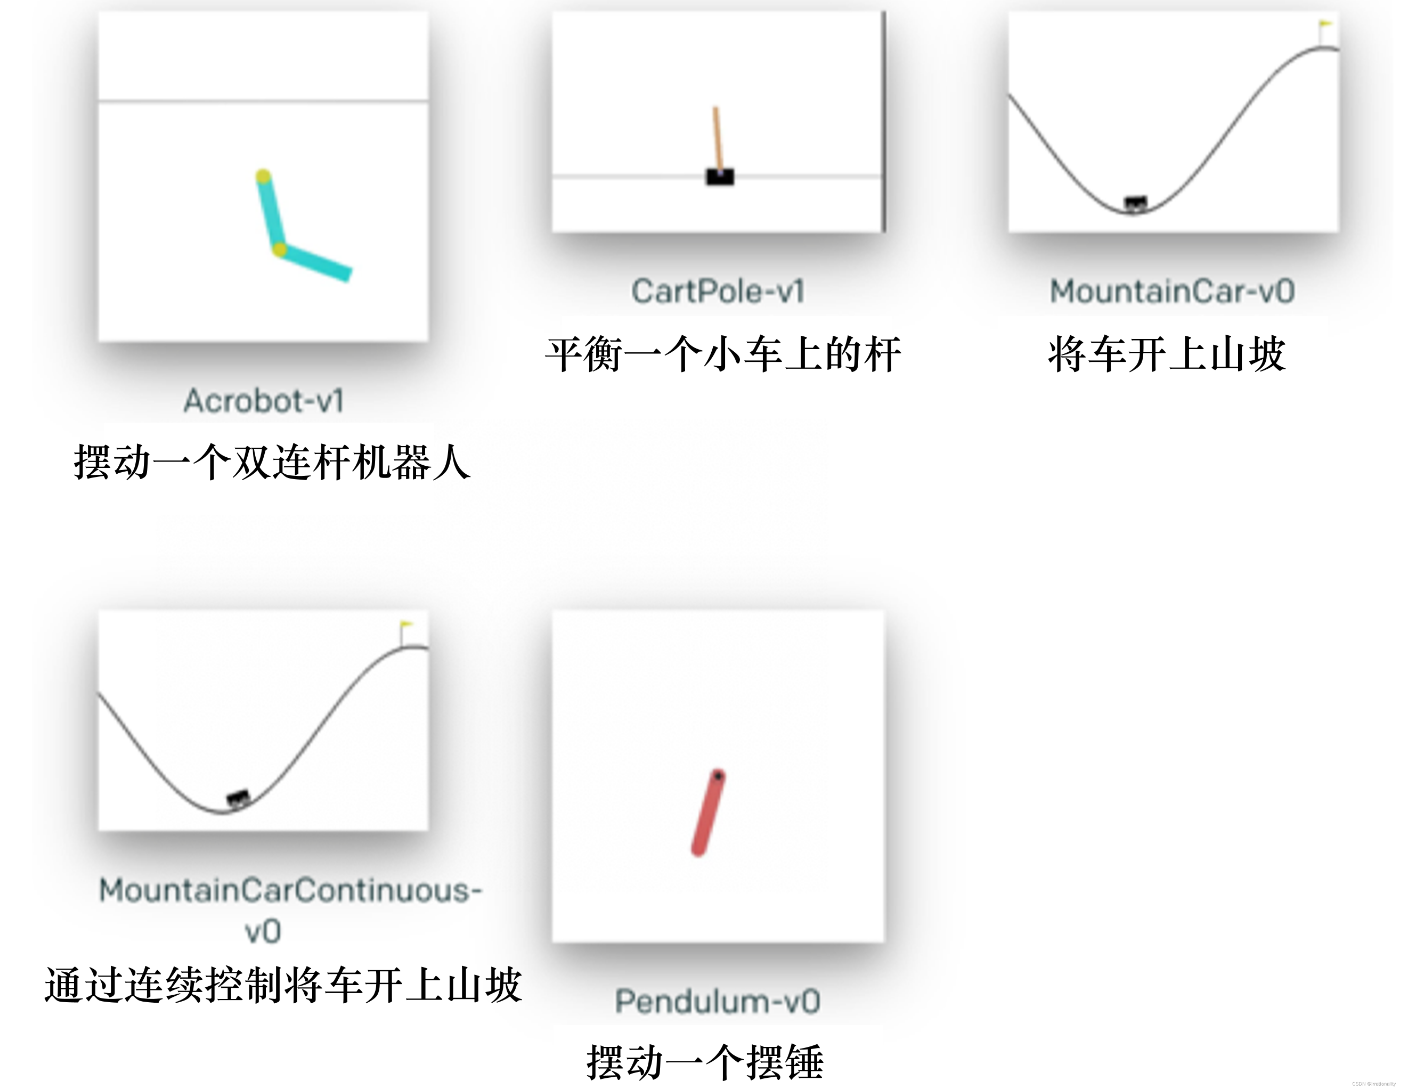 Acrobot-v1
摆动一个双连杆机器人
CartPole-v1
平衡一个小车上的杆
MountainCar-v0
将车开上山坡
MountainCarContinuous-
v0
通过连续控制将车开上山坡
Pendulum-v0
摆动一个摆锤